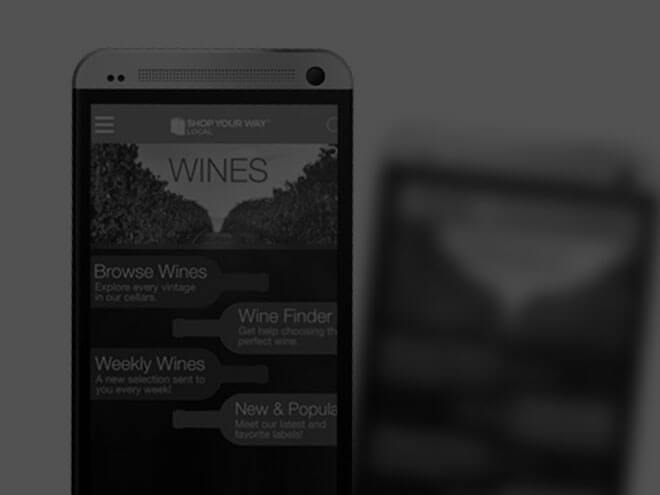 SHOP YOUR WAY
LOCAL
WINES
Browse Wines
Explore every vintage
in our cellars.
Wine Finder
Get help choosing th
perfect wine.
Weekly Wines
A new selection sent to
you every week!
New & Popula
Meet our latest and
favorite labels!